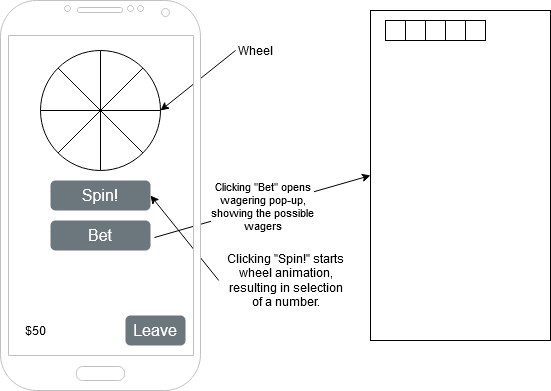 Wheel
Spin!
Clicking "Bet" opens
wagering pop-up,
showing the possible
wagers
Bet
Clicking "Spin!" starts
wheel animation,
resulting in selection
of a number.
$50
Leave